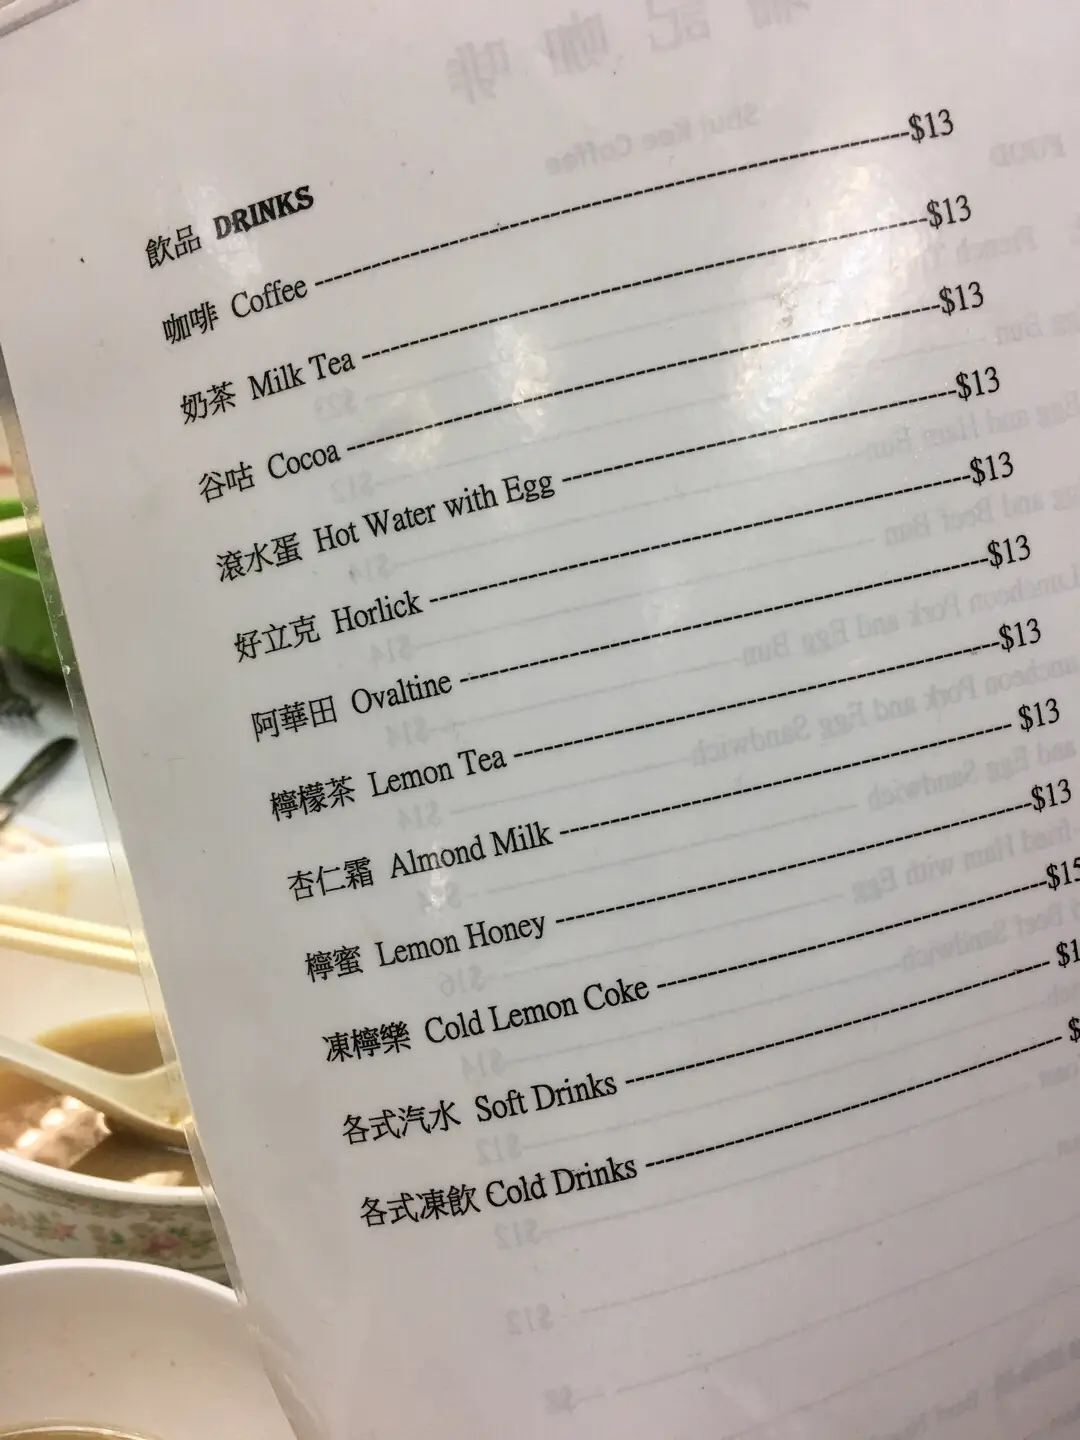 飲品 DRINKS
咖啡 Coffee --- $13
奶茶 Milk Tea --- $13
谷咕 Cocoa --- $13
滾水蛋 Hot Water with Egg --- $13
好立克 Horlick --- $13
阿華田 Ovaltine --- $13
檸檬茶 Lemon Tea --- $13
杏仁霜 Almond Milk --- $13
檸蜜 Lemon Honey --- $13
凍檸樂 Cold Lemon Coke --- $15
各式汽水 Soft Drinks --- $1
各式凍飲 Cold Drinks --- $